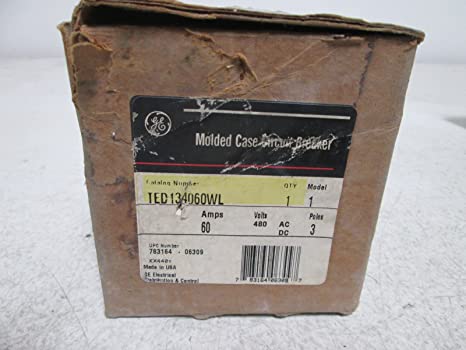 GE
Molded Case Circuit Breaker
Catalog Number QTY Model
TED134060WL 1 1
Amps Volts AC Poles
60 480 DC 3
UPC Number
783164 - 06309
Made in USA
GE Electrical
Distribution & Control